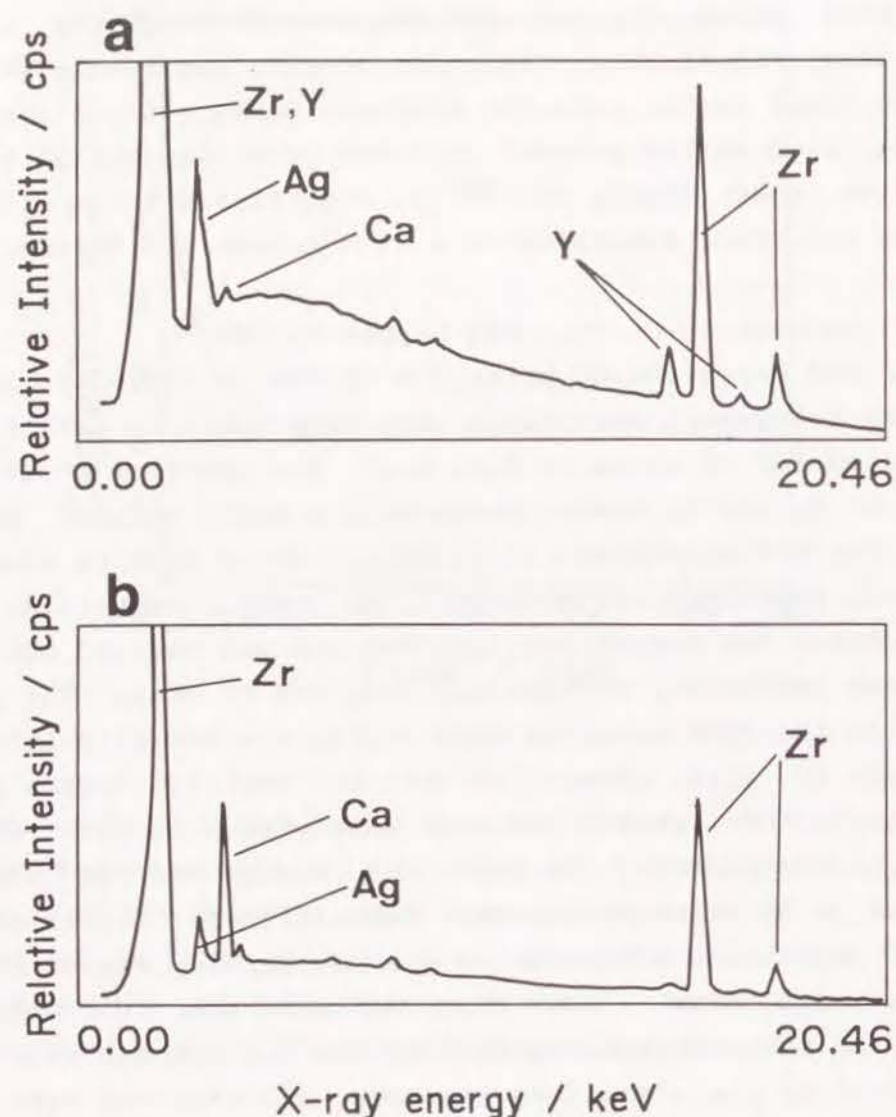 a
Relative Intensity / cps
Zr,Y
Ag
Ca
Y
Zr
0.00
20.46
b
Relative Intensity / cps
Zr
Ca
Ag
Zr
0.00
20.46
X-ray energy / keV